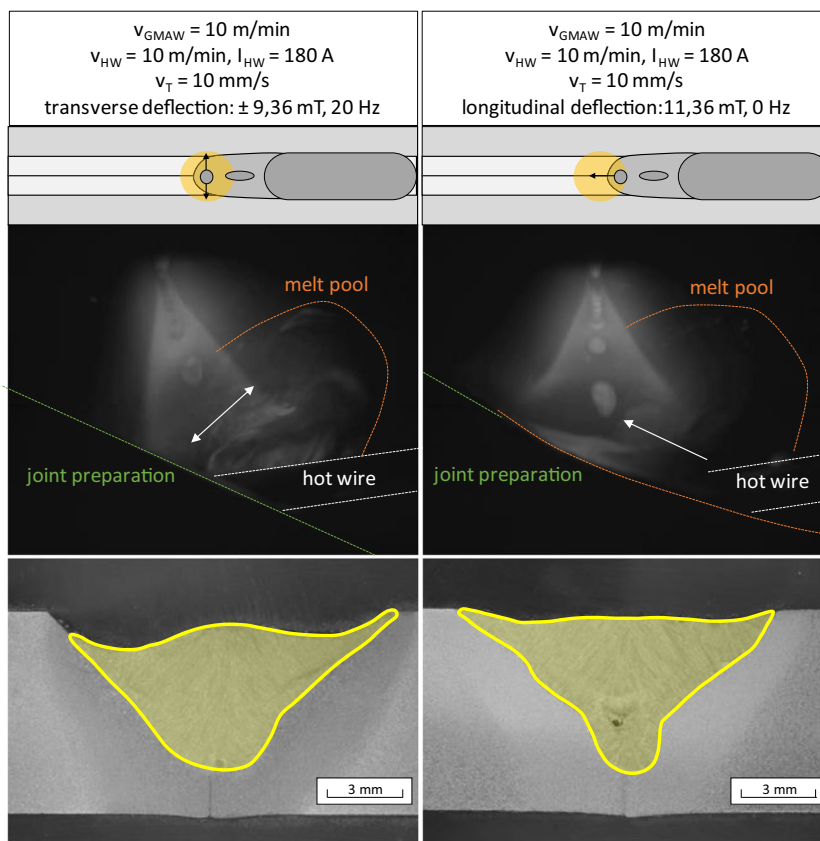 v_GMAW = 10 m/min
v_HW = 10 m/min, I_HW = 180 A
v_T = 10 mm/s
transverse deflection: ± 9,36 mT, 20 Hz
v_GMAW = 10 m/min
v_HW = 10 m/min, I_HW = 180 A
v_T = 10 mm/s
longitudinal deflection:11,36 mT, 0 Hz
melt pool
joint preparation
hot wire
melt pool
joint preparation
hot wire
3 mm
3 mm